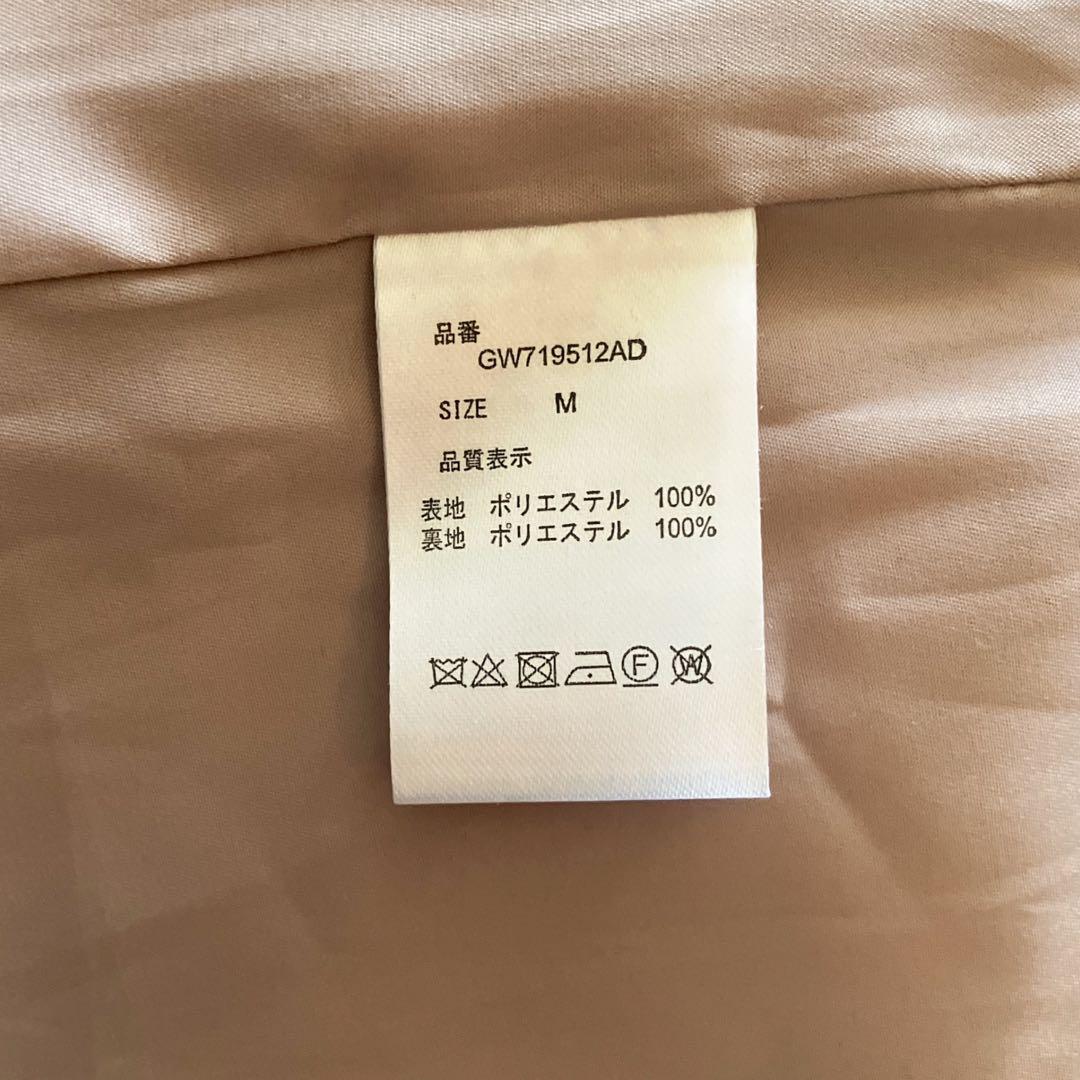 品番
GW719512AD
SIZE M
品質表示
表地 ポリエステル 100%
裏地 ポリエステル 100%
F W